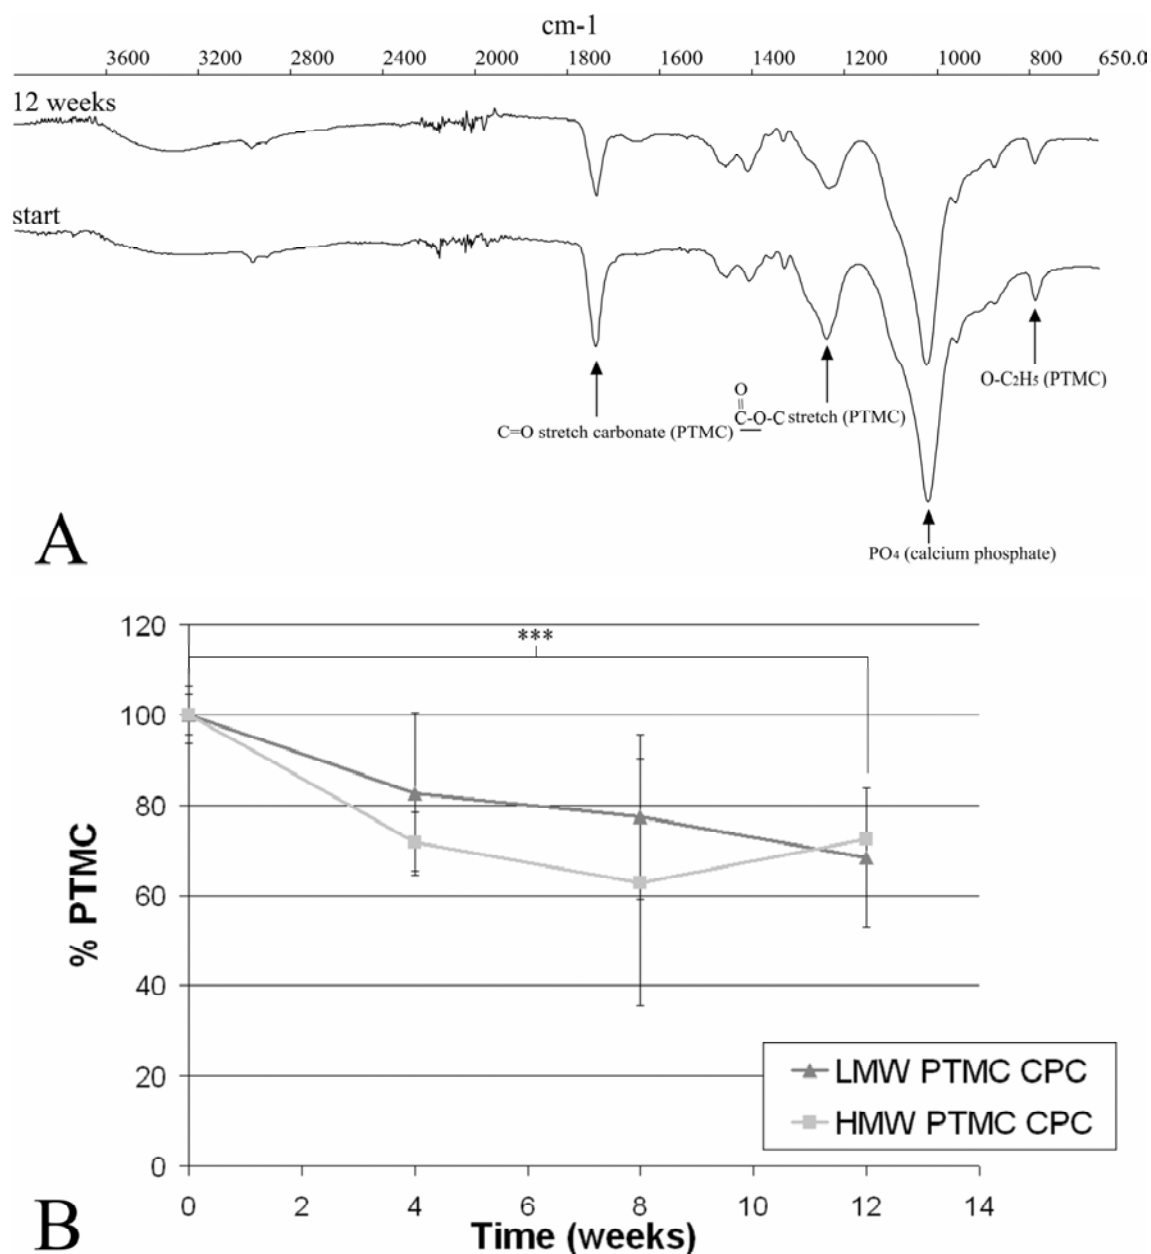 cm-1
3600 3200 2800 2400 2000 1800 1600 1400 1200 1000 800 650.0
12 weeks
start
O-C2H5 (PTMC)
O
C-O-C stretch (PTMC)
C=O stretch carbonate (PTMC)
PO4 (calcium phosphate)
A
120
***
100
80
60
40
20
0
% PTMC
LMW PTMC CPC
HMW PTMC CPC
0 2 4 6 8 10 12 14
Time (weeks)
B